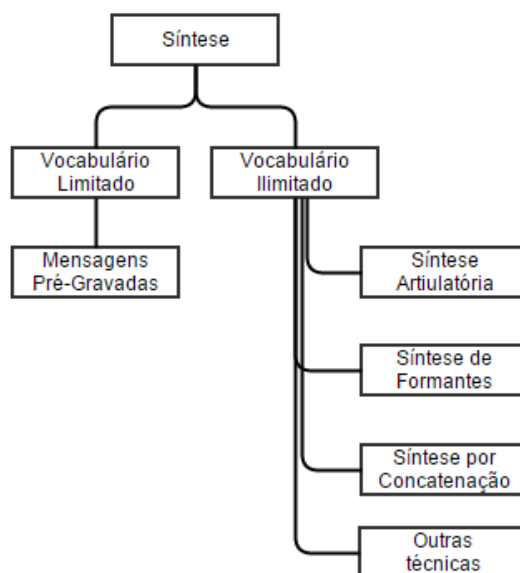 Síntese
Vocabulário
Limitado
Vocabulário
Ilimitado
Mensagens
Pré-Gravadas
Síntese
Artiulatória
Síntese de
Formantes
Síntese por
Concatenação
Outras
técnicas